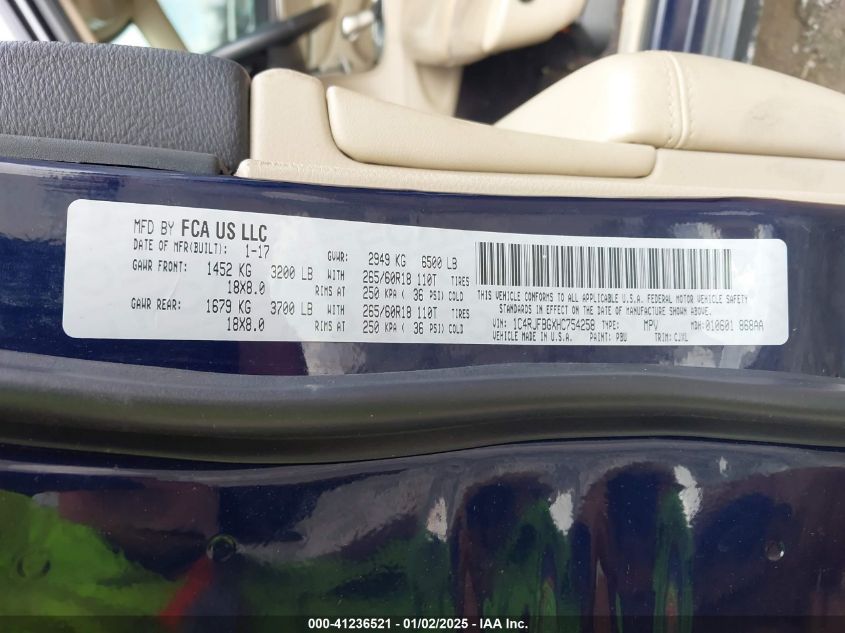 MFD BY FCA US LLC
DATE OF MFR(BUILT): 1-17 GVWR: 2949 KG 6500 LB
GAWR FRONT: 1452 KG 3200 LB WITH 265/60R18 110T TIRES
18X8.0 RIMS AT 250 KPA ( 36 PSI) COLD
GAWR REAR: 1679 KG 3700 LB WITH 265/60R18 110T TIRES
18X8.0 RIMS AT 250 KPA ( 36 PSI) COLD
THIS VEHICLE CONFORMS TO ALL APPLICABLE U.S.A. FEDERAL MOTOR VEHICLE SAFETY
STANDARDS IN EFFECT ON THE DATE OF MANUFACTURE SHOWN ABOVE.
VIN: 1C4RJFBGXHC754258 TYPE: MPV MDH: 010601 868AA
VEHICLE MADE IN U.S.A. PAINT: PBU TRIM: CJXL
000-41236521 — 01/02/2025 — IAA Inc.